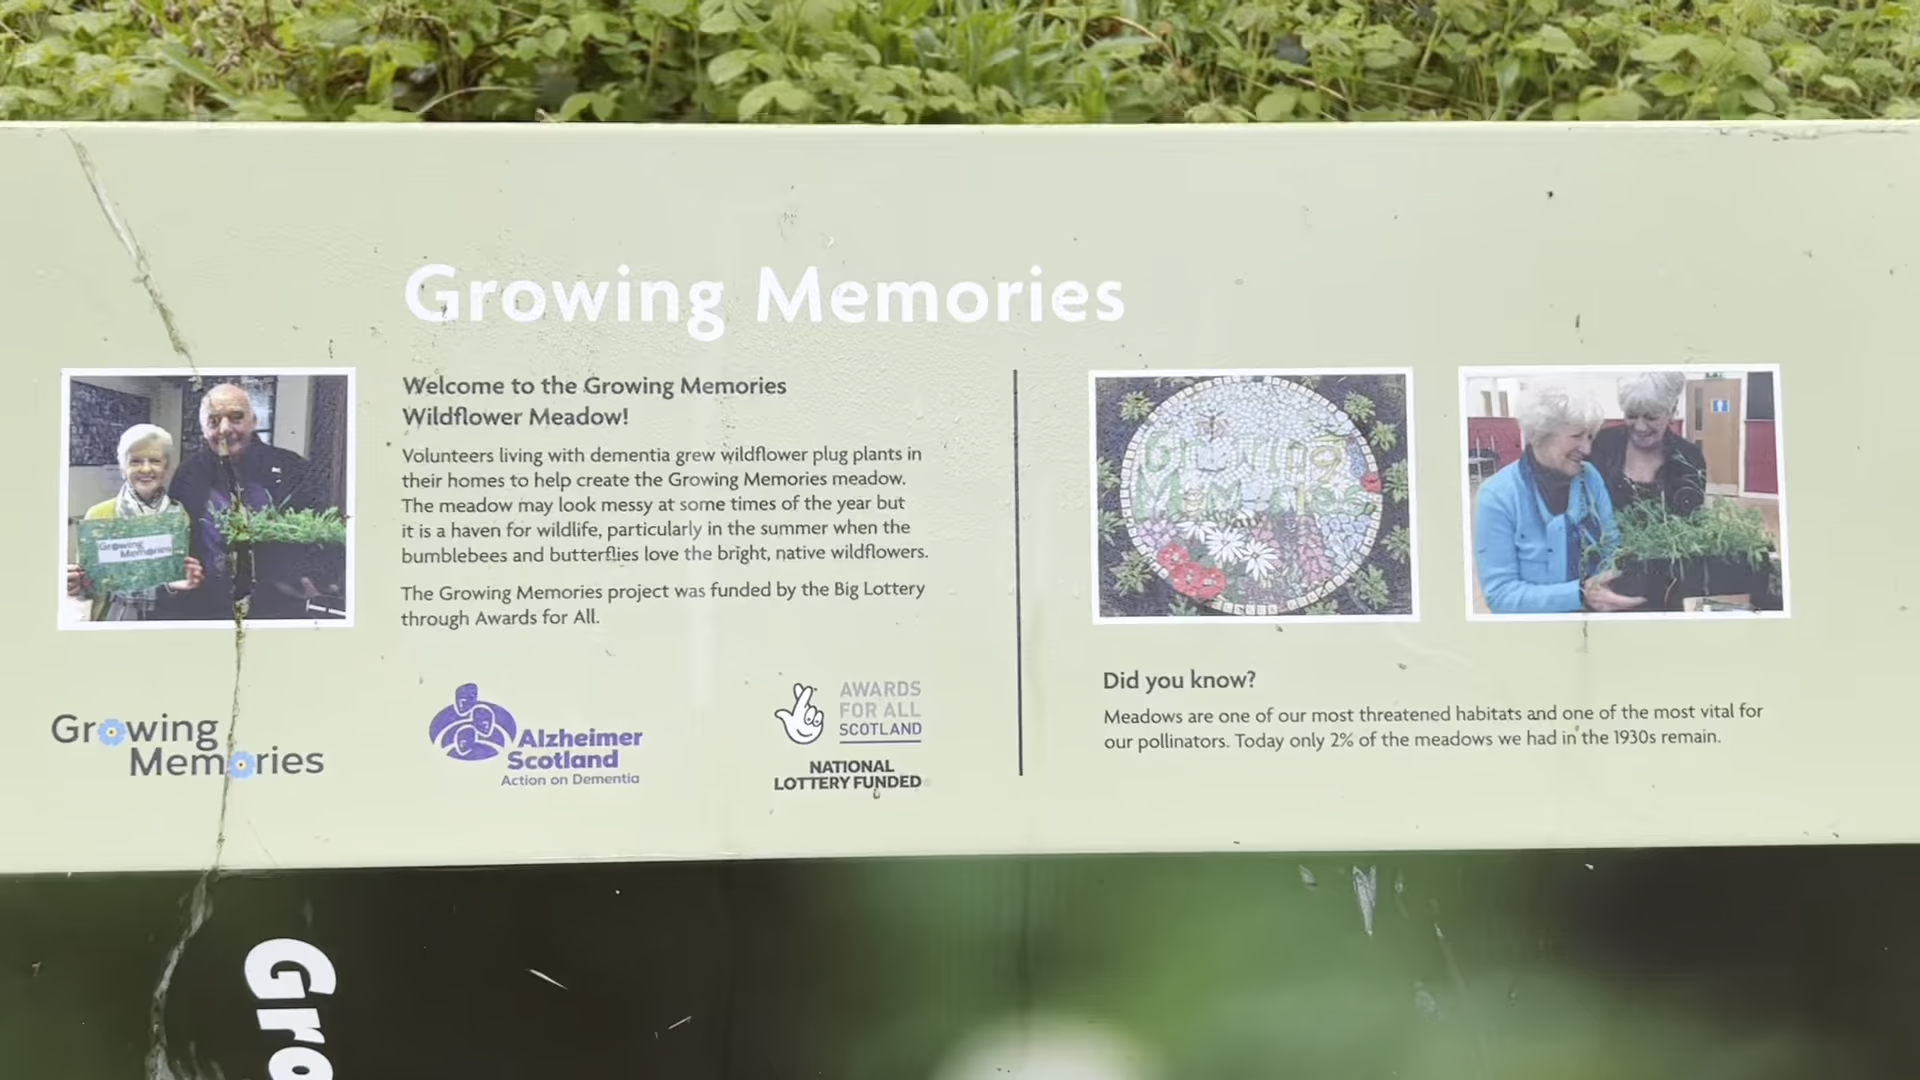 Growing Memories
Growing
Memories
Welcome to the Growing Memories
Wildflower Meadow!
Volunteers living with dementia grew wildflower plug plants in
their homes to help create the Growing Memories meadow.
The meadow may look messy at some times of the year but
it is a haven for wildlife, particularly in the summer when the
bumblebees and butterflies love the bright, native wildflowers.
The Growing Memories project was funded by the Big Lottery
through Awards for All.
Growing
Memories
Alzheimer
Scotland
Action on Dementia
AWARDS
FOR ALL
SCOTLAND
NATIONAL
LOTTERY FUNDED
Growing
Memories
Did you know?
Meadows are one of our most threatened habitats and one of the most vital for
our pollinators. Today only 2% of the meadows we had in the 1930s remain.
Gro